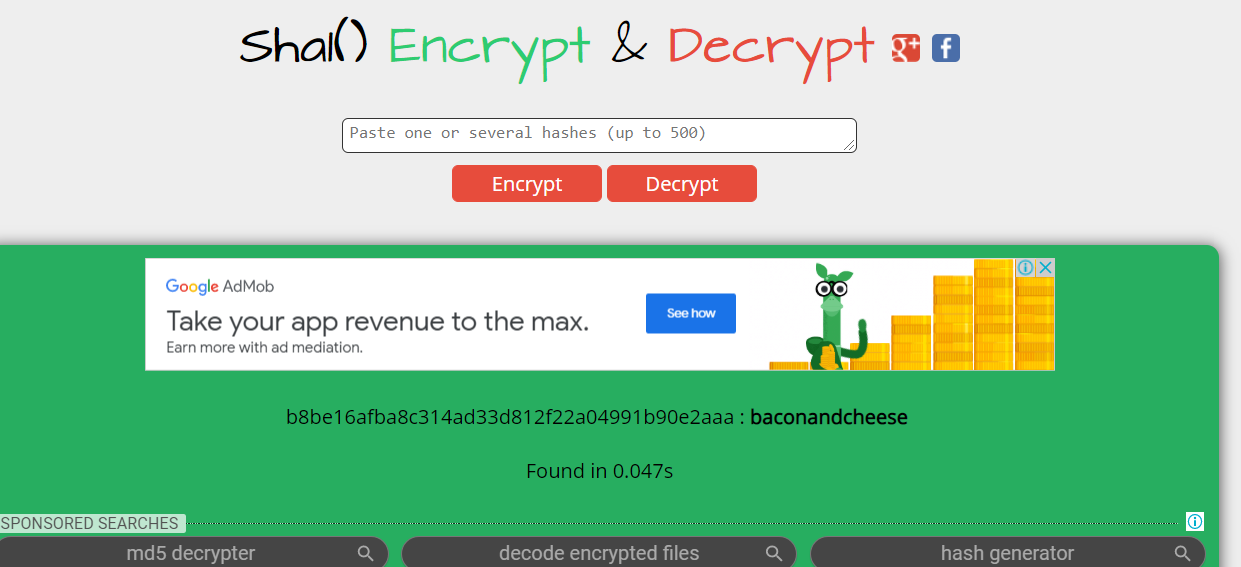 Sha1() Encrypt & Decrypt g+ f
Paste one or several hashes (up to 500)
Encrypt Decrypt
Google AdMob
Take your app revenue to the max.
Earn more with ad mediation.
See how
b8be16afba8c314ad33d812f22a04991b90e2aaa : baconandcheese
Found in 0.047s
SPONSORED SEARCHES
md5 decrypter decode encrypted files hash generator